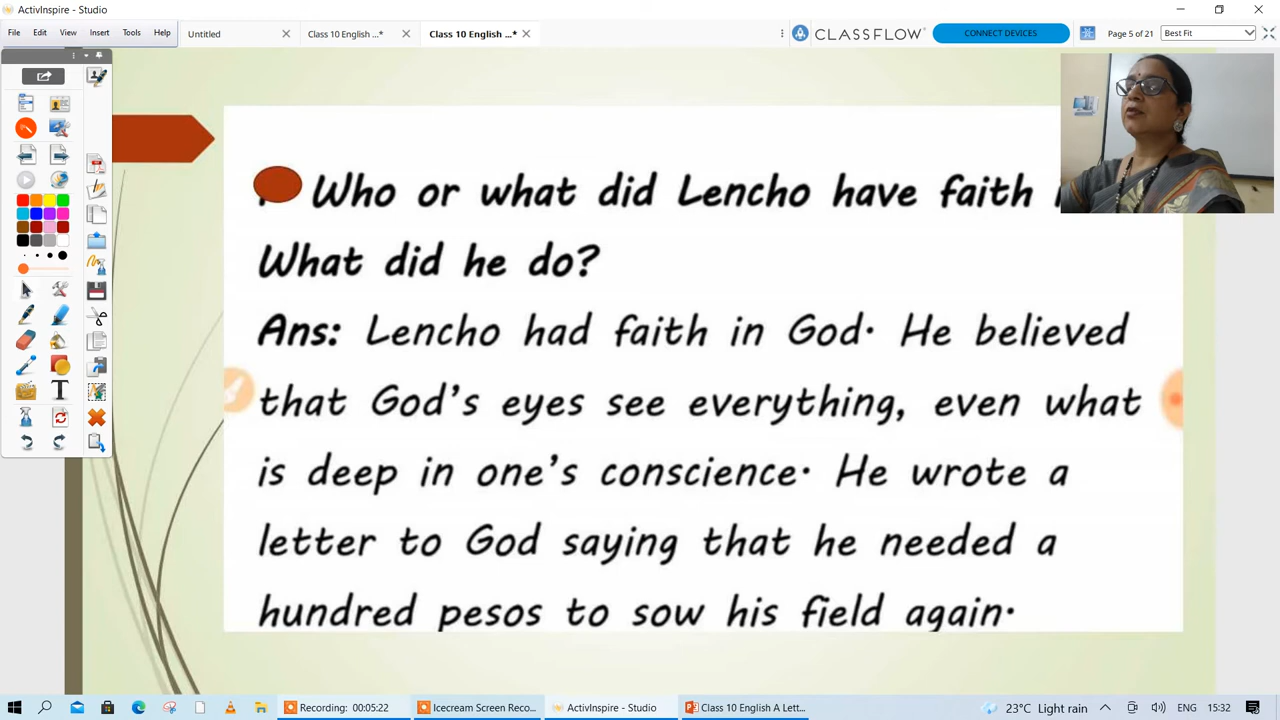 ActivInspire - Studio
File Edit View Insert Tools Help
Untitled
Class 10 English ...*
Class 10 English ...*
CLASSFLOW
CONNECT DEVICES
Page 5 of 21
Best Fit
Who or what did Lencho have faith
What did he do?
Ans: Lencho had faith in God. He believed
that God's eyes see everything, even what
is deep in one's conscience. He wrote a
letter to God saying that he needed a
hundred pesos to sow his field again.
Recording: 00:05:22
Icecream Screen Reco...
ActivInspire - Studio
Class 10 English A Lett...
23°C Light rain
ENG
15:32